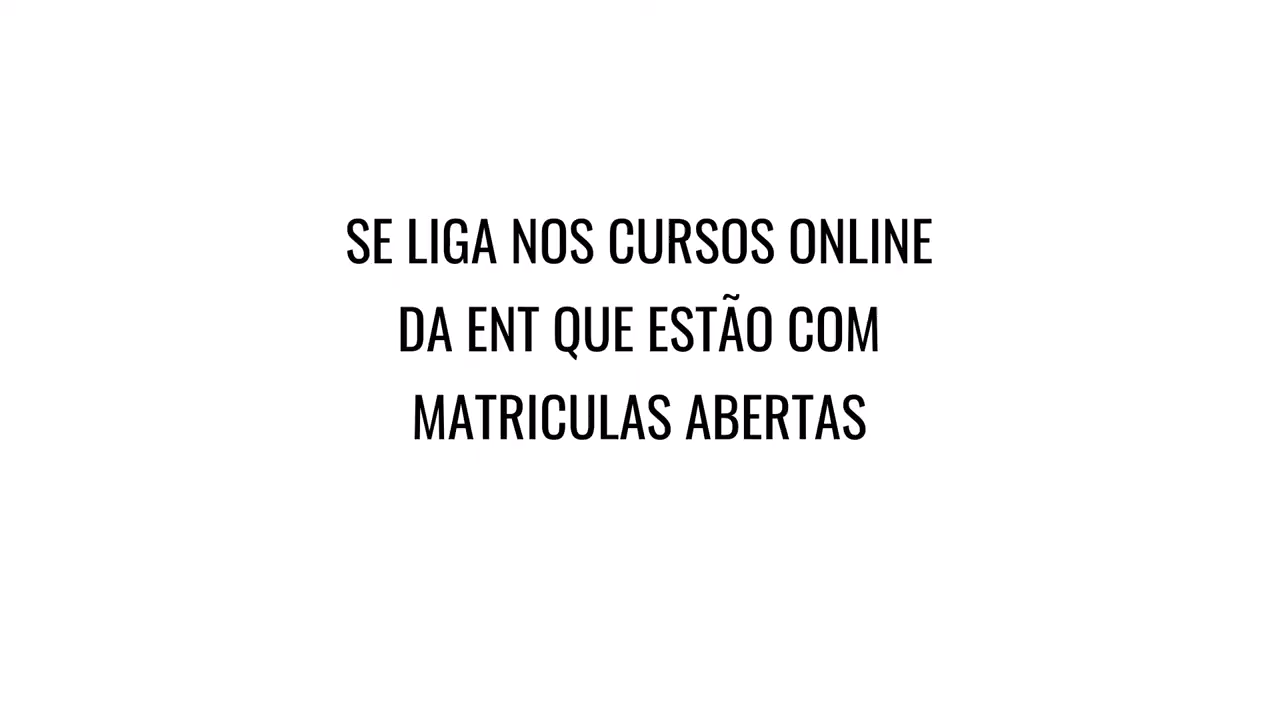 SE LIGA NOS CURSOS ONLINE
DA ENT QUE ESTÃO COM
MATRICULAS ABERTAS